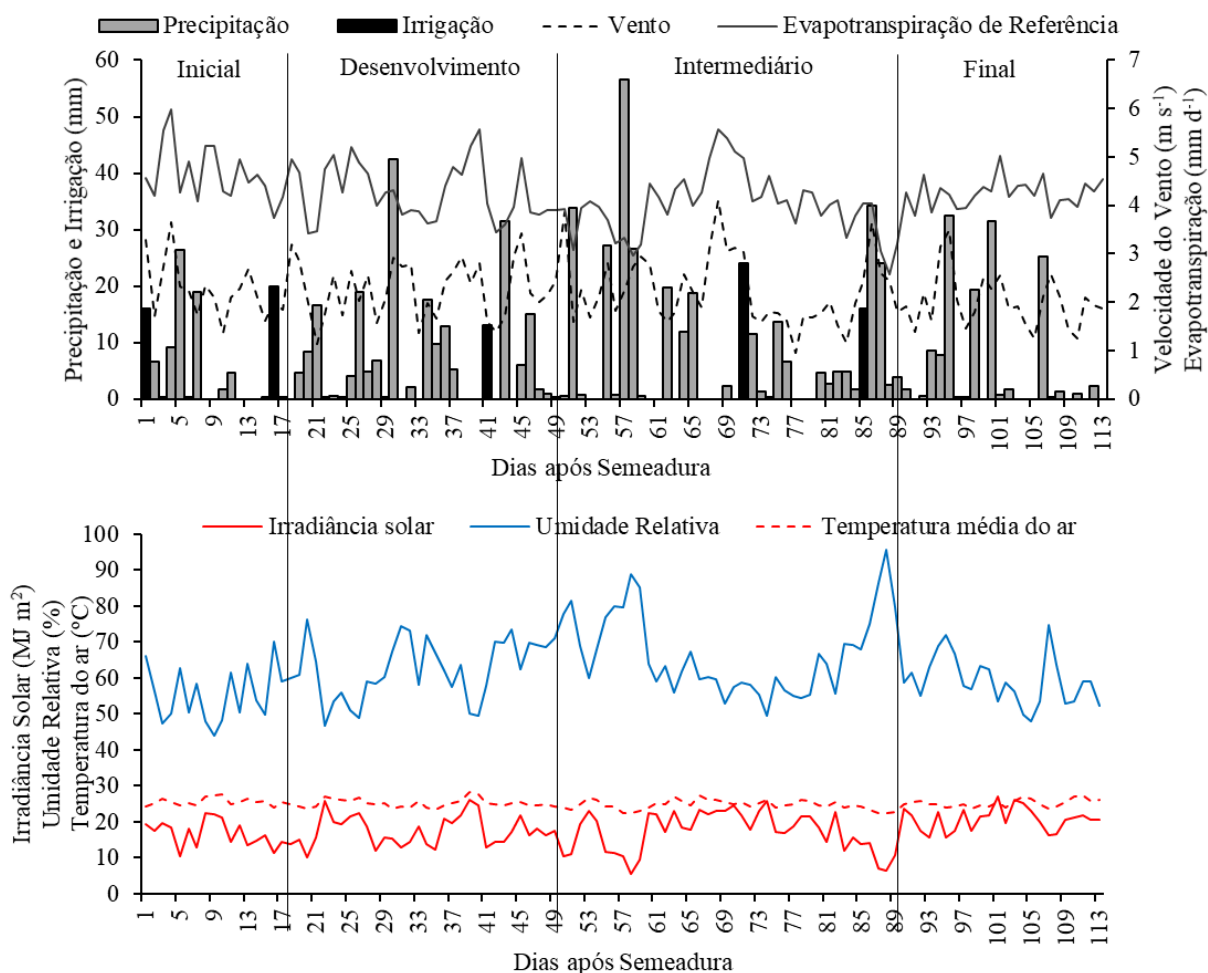 Precipitação Irrigação Vento Evapotranspiração de Referência
Inicial Desenvolvimento Intermediário Final
Precipitação e Irrigação (mm)
60
50
40
30
20
10
0
7
6
5
4
3
2
1
0
Velocidade do Vento (m s-1)
Evapotranspiração (mm d-1)
1 5 9 13 17 21 25 29 33 37 41 45 49 53 57 61 65 69 73 77 81 85 89 93 97 101 105 109 113
Dias após Semeadura
Irradiância solar Umidade Relativa Temperatura média do ar
Irradiância Solar (MJ m²)
Umidade Relativa (%)
Temperatura do ar (°C)
100
90
80
70
60
50
40
30
20
10
0
1 5 9 13 17 21 25 29 33 37 41 45 49 53 57 61 65 69 73 77 81 85 89 93 97 101 105 109 113
Dias após Semeadura